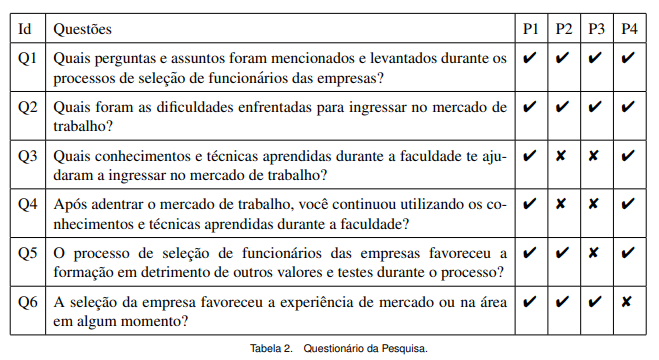 Id Questões P1 P2 P3 P4
Q1 Quais perguntas e assuntos foram mencionados e levantados durante os ✔ ✔ ✔ ✔
processos de seleção de funcionários das empresas?
Q2 Quais foram as dificuldades enfrentadas para ingressar no mercado de ✔ ✔ ✔ ✔
trabalho?
Q3 Quais conhecimentos e técnicas aprendidas durante a faculdade te aju- ✔ ✘ ✘ ✔
daram a ingressar no mercado de trabalho?
Q4 Após adentrar o mercado de trabalho, você continuou utilizando os co- ✔ ✘ ✘ ✔
nhecimentos e técnicas aprendidas durante a faculdade?
Q5 O processo de seleção de funcionários das empresas favoreceu a ✔ ✔ ✘ ✔
formação em detrimento de outros valores e testes durante o processo?
Q6 A seleção da empresa favoreceu a experiência de mercado ou na área ✔ ✔ ✔ ✘
em algum momento?
Tabela 2. Questionário da Pesquisa.